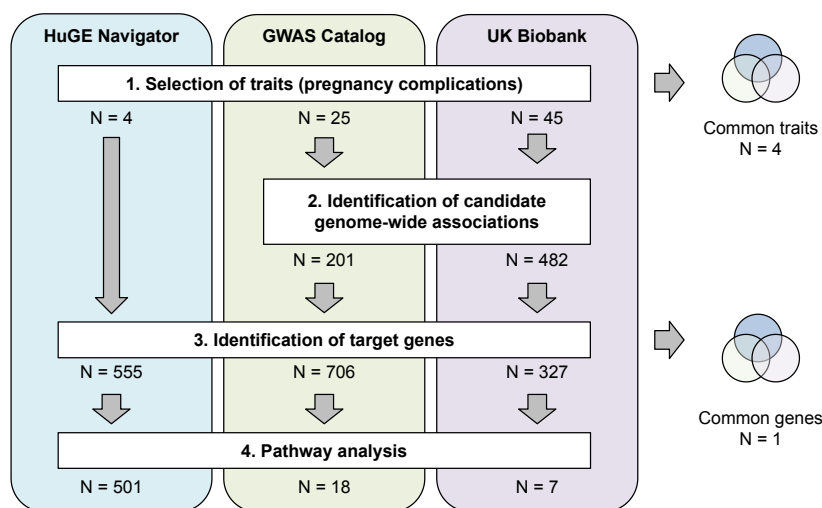 HuGE Navigator
GWAS Catalog
UK Biobank
1. Selection of traits (pregnancy complications)
N = 4
N = 25
N = 45
Common traits
N = 4
2. Identification of candidate
genome-wide associations
N = 201
N = 482
3. Identification of target genes
N = 555
N = 706
N = 327
Common genes
N = 1
4. Pathway analysis
N = 501
N = 18
N = 7